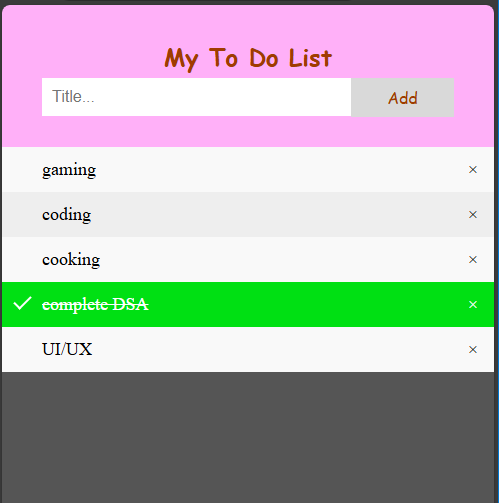 My To Do List
Title...
Add
gaming ×
coding ×
cooking ×
complete DSA ×
UI/UX ×